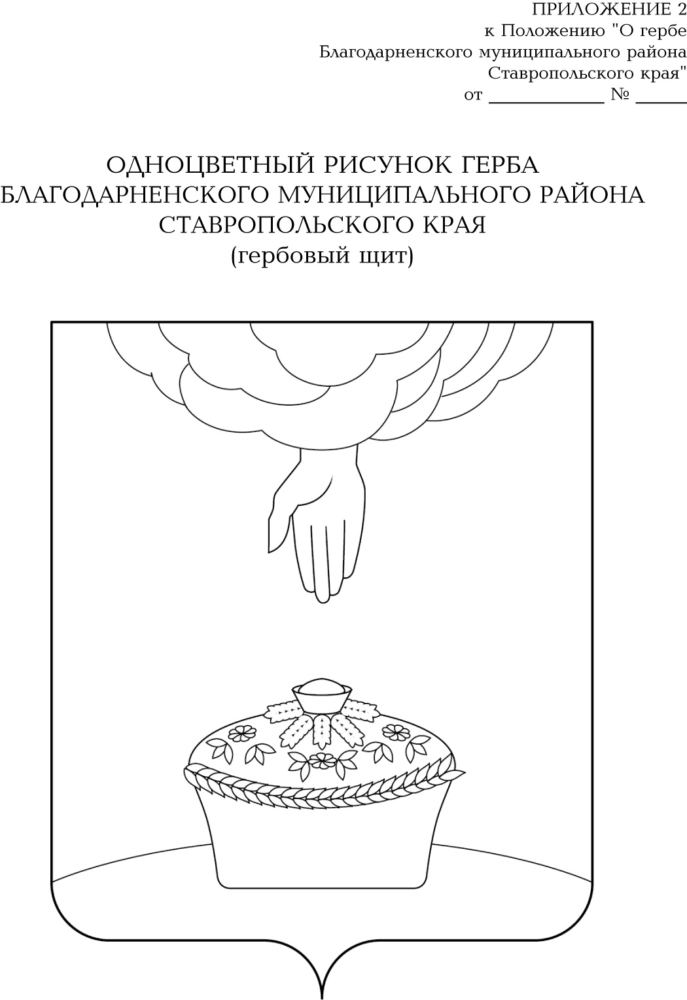 ПРИЛОЖЕНИЕ 2
к Положению "О гербе
Благодарненского муниципального района
Ставропольского края"
от ____________ № _____
ОДНОЦВЕТНЫЙ РИСУНОК ГЕРБА
БЛАГОДАРНЕНСКОГО МУНИЦИПАЛЬНОГО РАЙОНА
СТАВРОПОЛЬСКОГО КРАЯ
(гербовый щит)